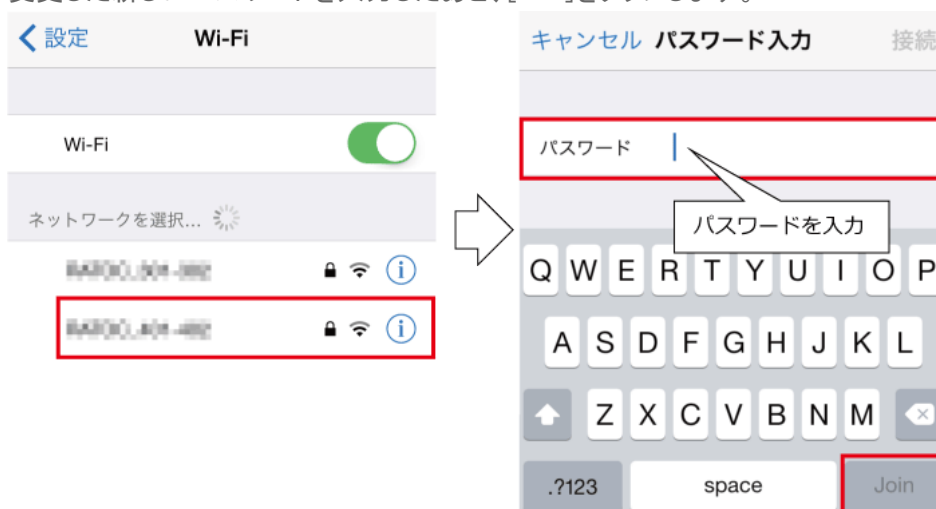 設定
Wi-Fi
Wi-Fi
ネットワークを選択...
キャンセル
パスワード入力
接続
パスワード
パスワードを入力
Q W E R T Y U I O P
A S D F G H J K L
Z X C V B N M
.?123
space
Join